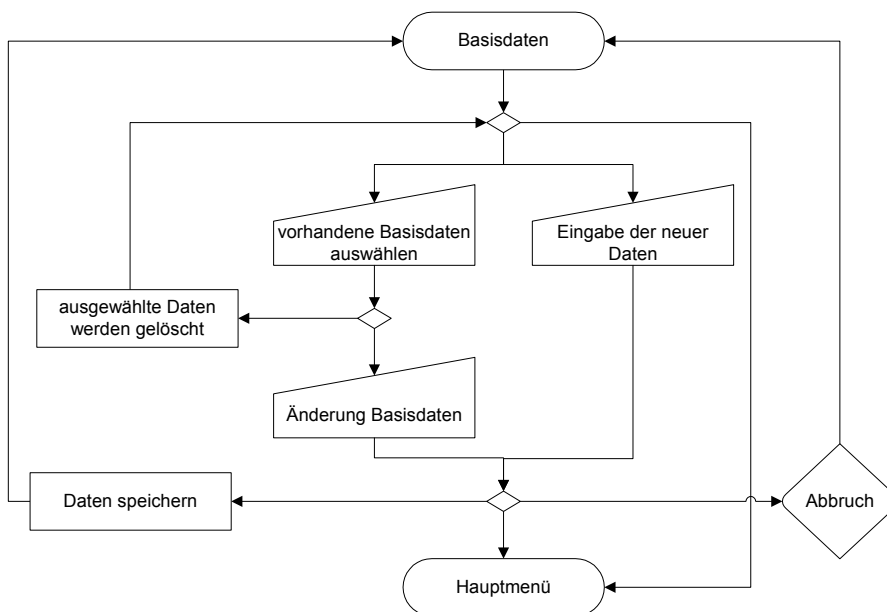 Basisdaten
vorhandene Basisdaten
auswählen
Eingabe der neuer
Daten
ausgewählte Daten
werden gelöscht
Änderung Basisdaten
Daten speichern
Abbruch
Hauptmenü